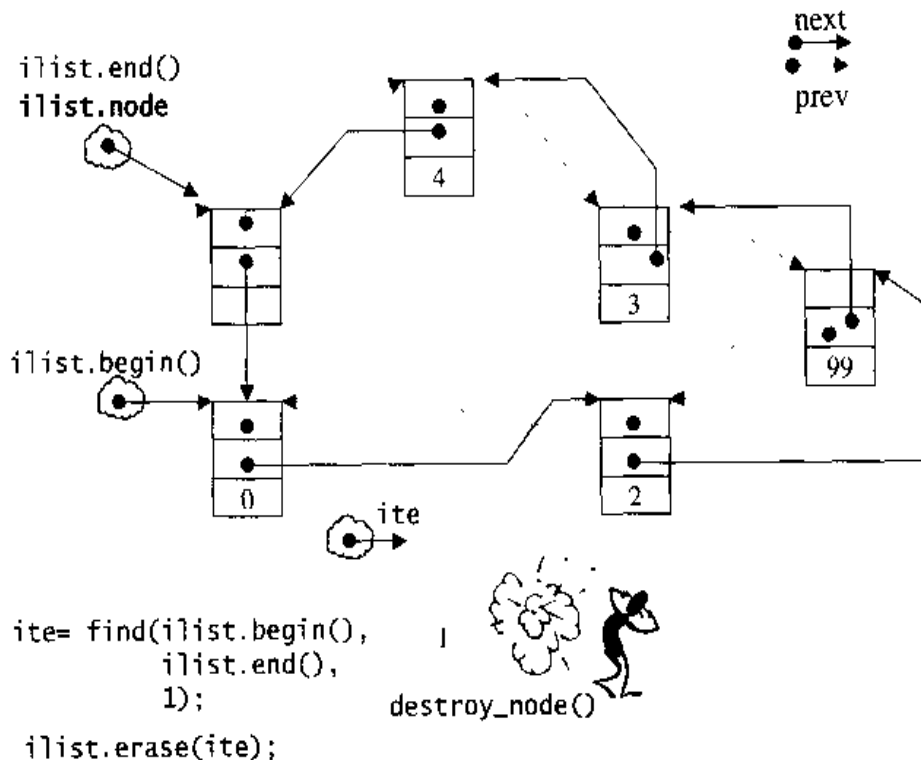 next
prev
ilist.end()
ilist.node
4
3
99
ilist.begin()
0
2
ite
ite= find(ilist.begin(),
ilist.end(),
1);
destroy_node()
ilist.erase(ite);